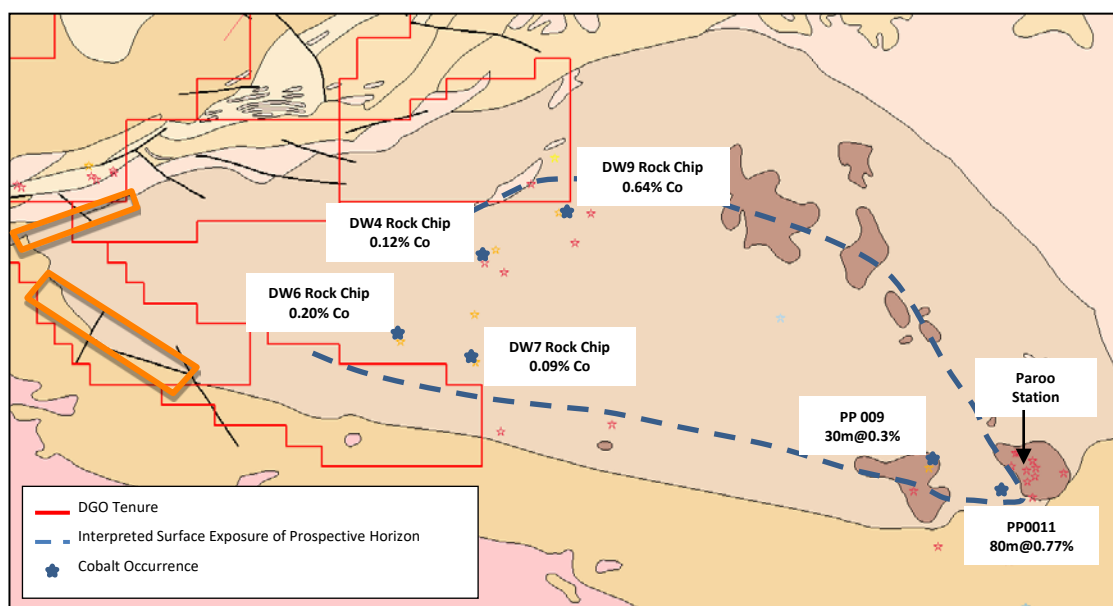 DW9 Rock Chip
0.64% Co
DW4 Rock Chip
0.12% Co
DW6 Rock Chip
0.20% Co
DW7 Rock Chip
0.09% Co
Paroo
Station
PP 009
30m@0.3%
PP0011
80m@0.77%
DGO Tenure
Interpreted Surface Exposure of Prospective Horizon
Cobalt Occurrence